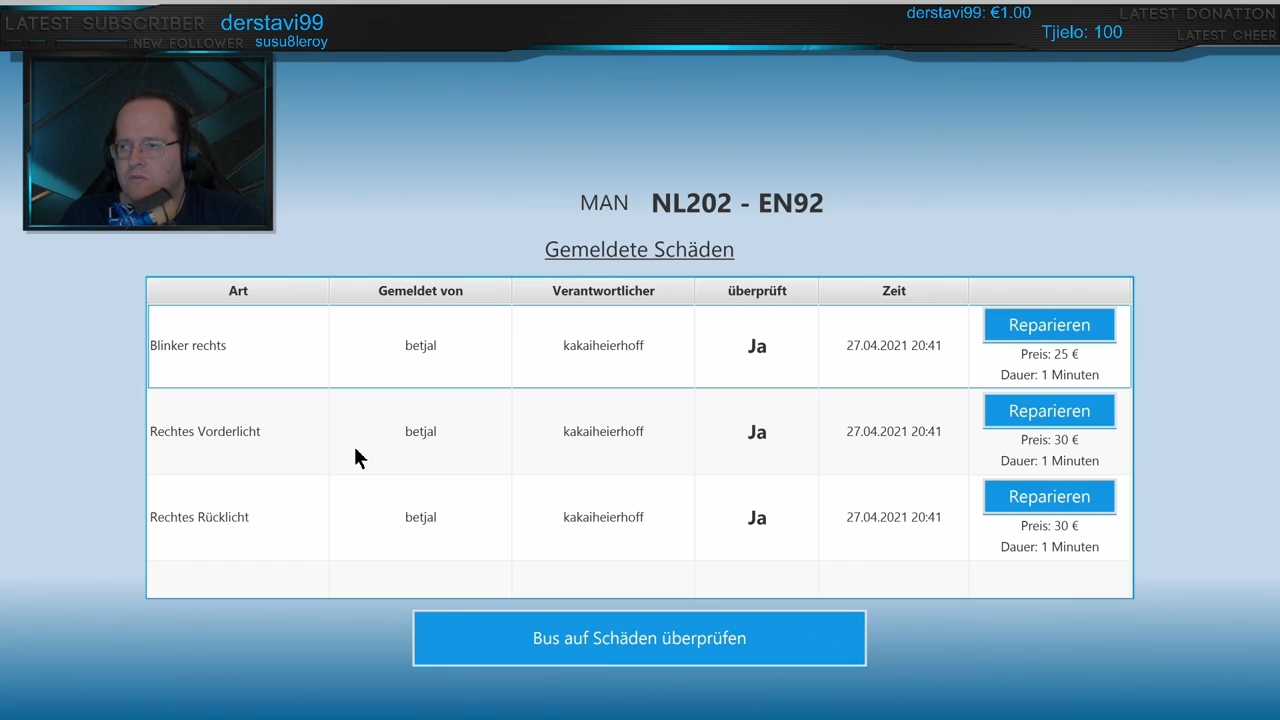 LATEST SUBSCRIBER derstavi99
NEW FOLLOWER susu8leroy
derstavi99: €1.00 LATEST DONATION
Tjielo: 100 LATEST CHEER
MAN NL202 - EN92
Gemeldete Schäden
Art Gemeldet von Verantwortlicher überprüft Zeit
Blinker rechts betjal kakaiheierhoff Ja 27.04.2021 20:41 Reparieren
Preis: 25 €
Dauer: 1 Minuten
Rechtes Vorderlicht betjal kakaiheierhoff Ja 27.04.2021 20:41 Reparieren
Preis: 30 €
Dauer: 1 Minuten
Rechtes Rücklicht betjal kakaiheierhoff Ja 27.04.2021 20:41 Reparieren
Preis: 30 €
Dauer: 1 Minuten
Bus auf Schäden überprüfen